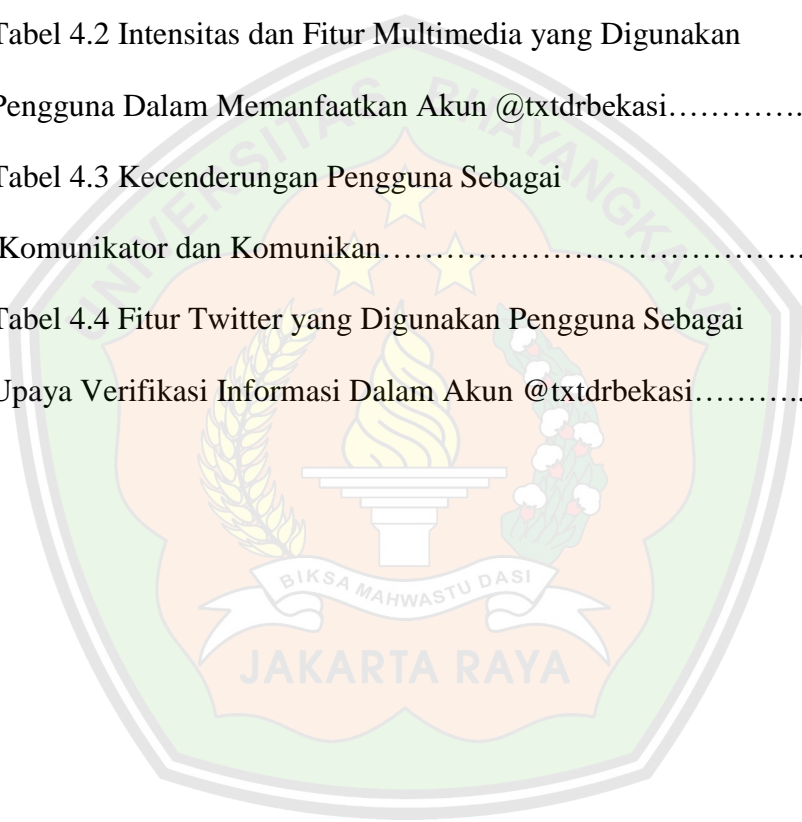 Tabel 4.2 Intensitas dan Fitur Multimedia yang Digunakan
Pengguna Dalam Memanfaatkan Akun @txtdrbekasi………….
Tabel 4.3 Kecenderungan Pengguna Sebagai
Komunikator dan Komunikan………………………………….
Tabel 4.4 Fitur Twitter yang Digunakan Pengguna Sebagai
Upaya Verifikasi Informasi Dalam Akun @txtdrbekasi………..
UNIVERSITAS BHAYANGKARA
BIKSA MAHWASTU DASI
JAKARTA RAYA